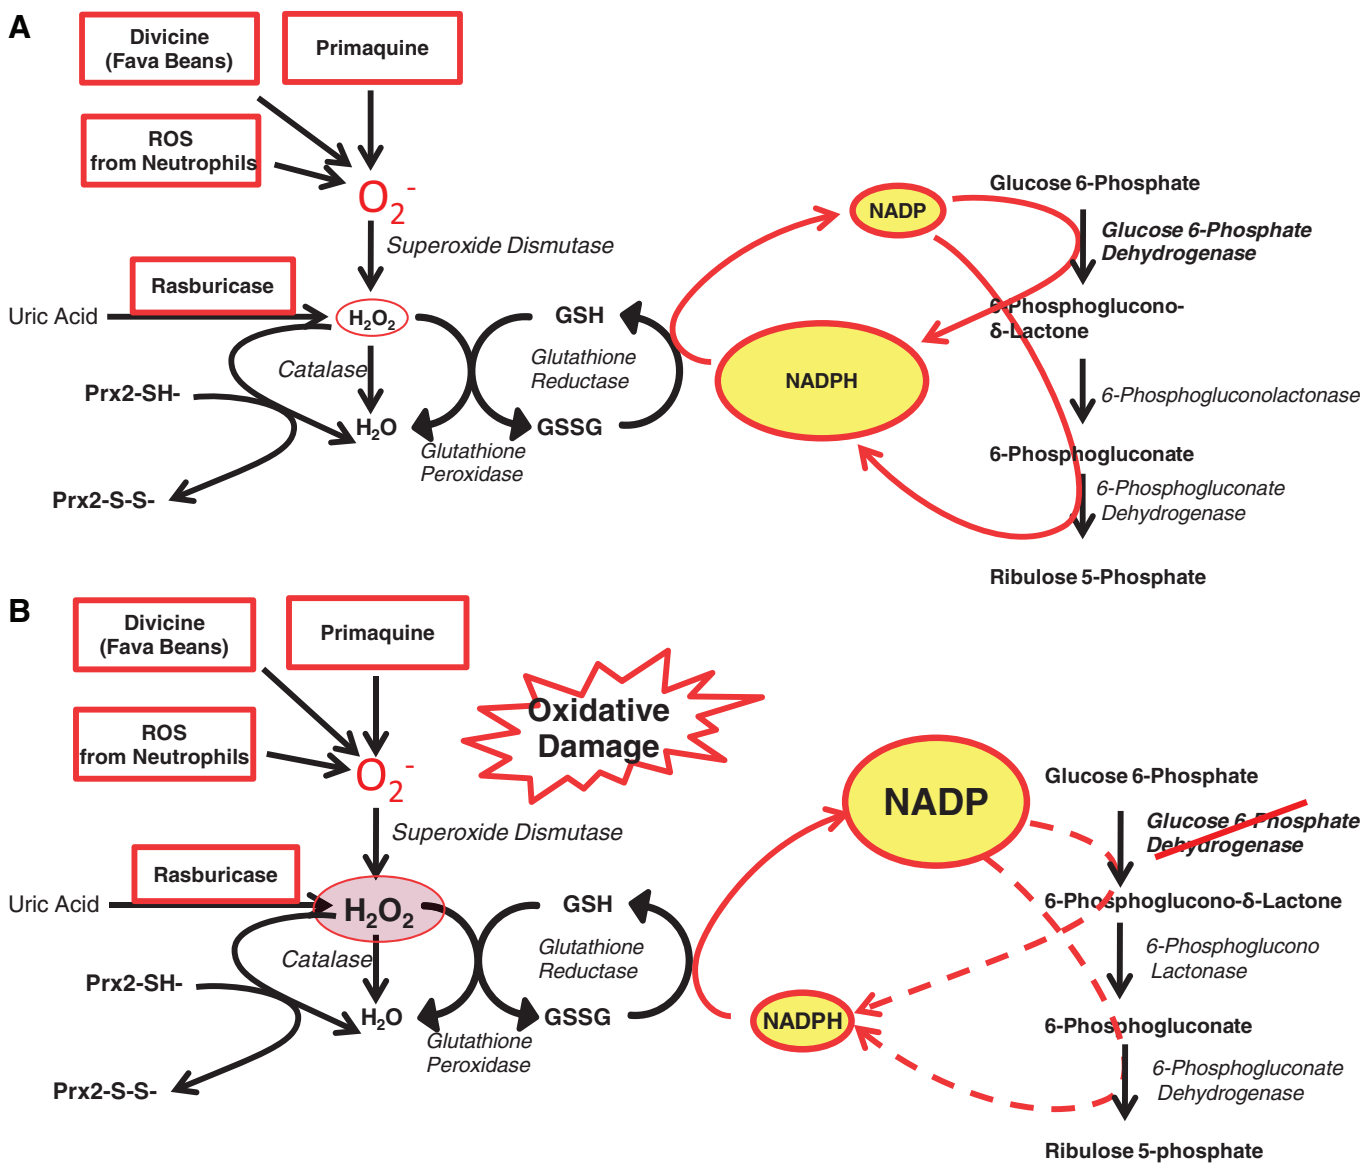 A
Divicine
(Fava Beans)
Primaquine
ROS
from Neutrophils
O2-
Superoxide Dismutase
Rasburicase
Uric Acid
H2O2
Catalase
Prx2-SH-
H2O
Prx2-S-S-
GSH
Glutathione
Reductase
GSSG
Glutathione
Peroxidase
NADP
NADPH
Glucose 6-Phosphate
Glucose 6-Phosphate
Dehydrogenase
6-Phosphoglucono-
δ-Lactone
6-Phosphogluconolactonase
6-Phosphogluconate
6-Phosphogluconate
Dehydrogenase
Ribulose 5-Phosphate
B
Divicine
(Fava Beans)
Primaquine
ROS
from Neutrophils
Oxidative
Damage
O2-
Superoxide Dismutase
Rasburicase
Uric Acid
H2O2
Catalase
Prx2-SH-
H2O
Prx2-S-S-
GSH
Glutathione
Reductase
GSSG
Glutathione
Peroxidase
NADP
NADPH
Glucose 6-Phosphate
Glucose 6-Phosphate
Dehydrogenase
6-Phosphoglucono-δ-Lactone
6-Phosphoglucono
Lactonase
6-Phosphogluconate
6-Phosphogluconate
Dehydrogenase
Ribulose 5-phosphate